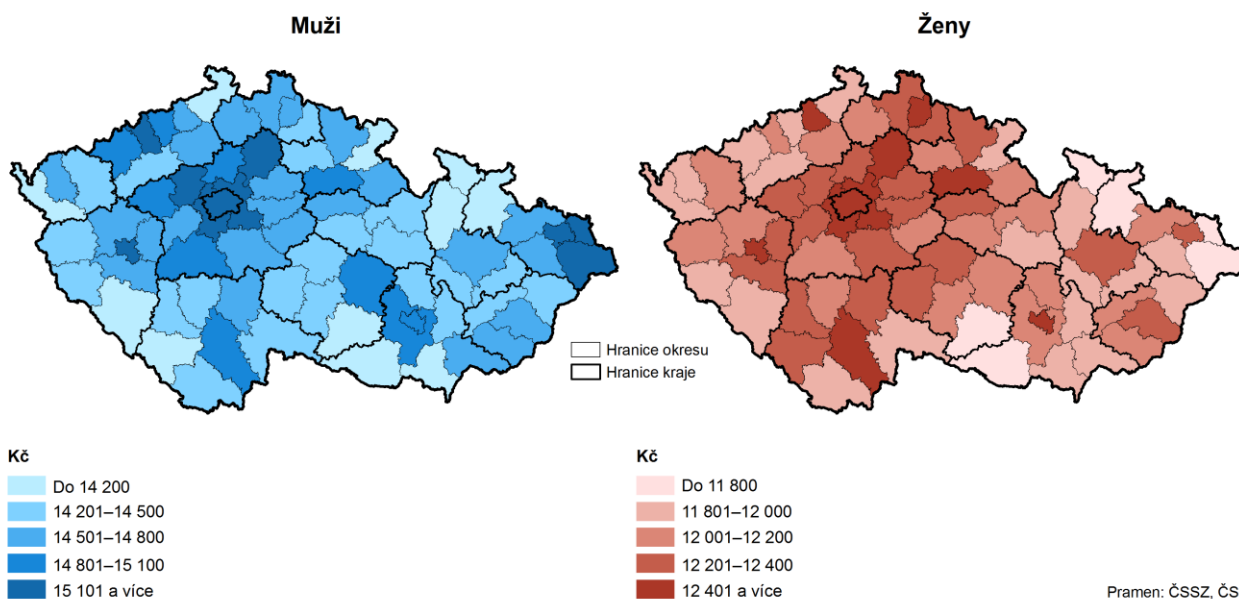 Muži
Ženy
Hranice okresu
Hranice kraje
Kč
Do 14 200
14 201–14 500
14 501–14 800
14 801–15 100
15 101 a více
Kč
Do 11 800
11 801–12 000
12 001–12 200
12 201–12 400
12 401 a více
Pramen: ČSSZ, ČS